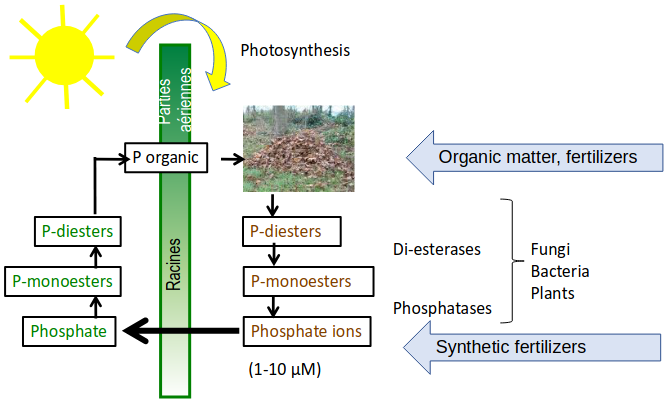 Photosynthesis
Parties
aériennes
P organic
Organic matter, fertilizers
P-diesters
Racines
P-diesters
Di-esterases
Fungi
Bacteria
Plants
P-monoesters
P-monoesters
Phosphatases
Phosphate
Phosphate ions
Synthetic fertilizers
(1-10 µM)